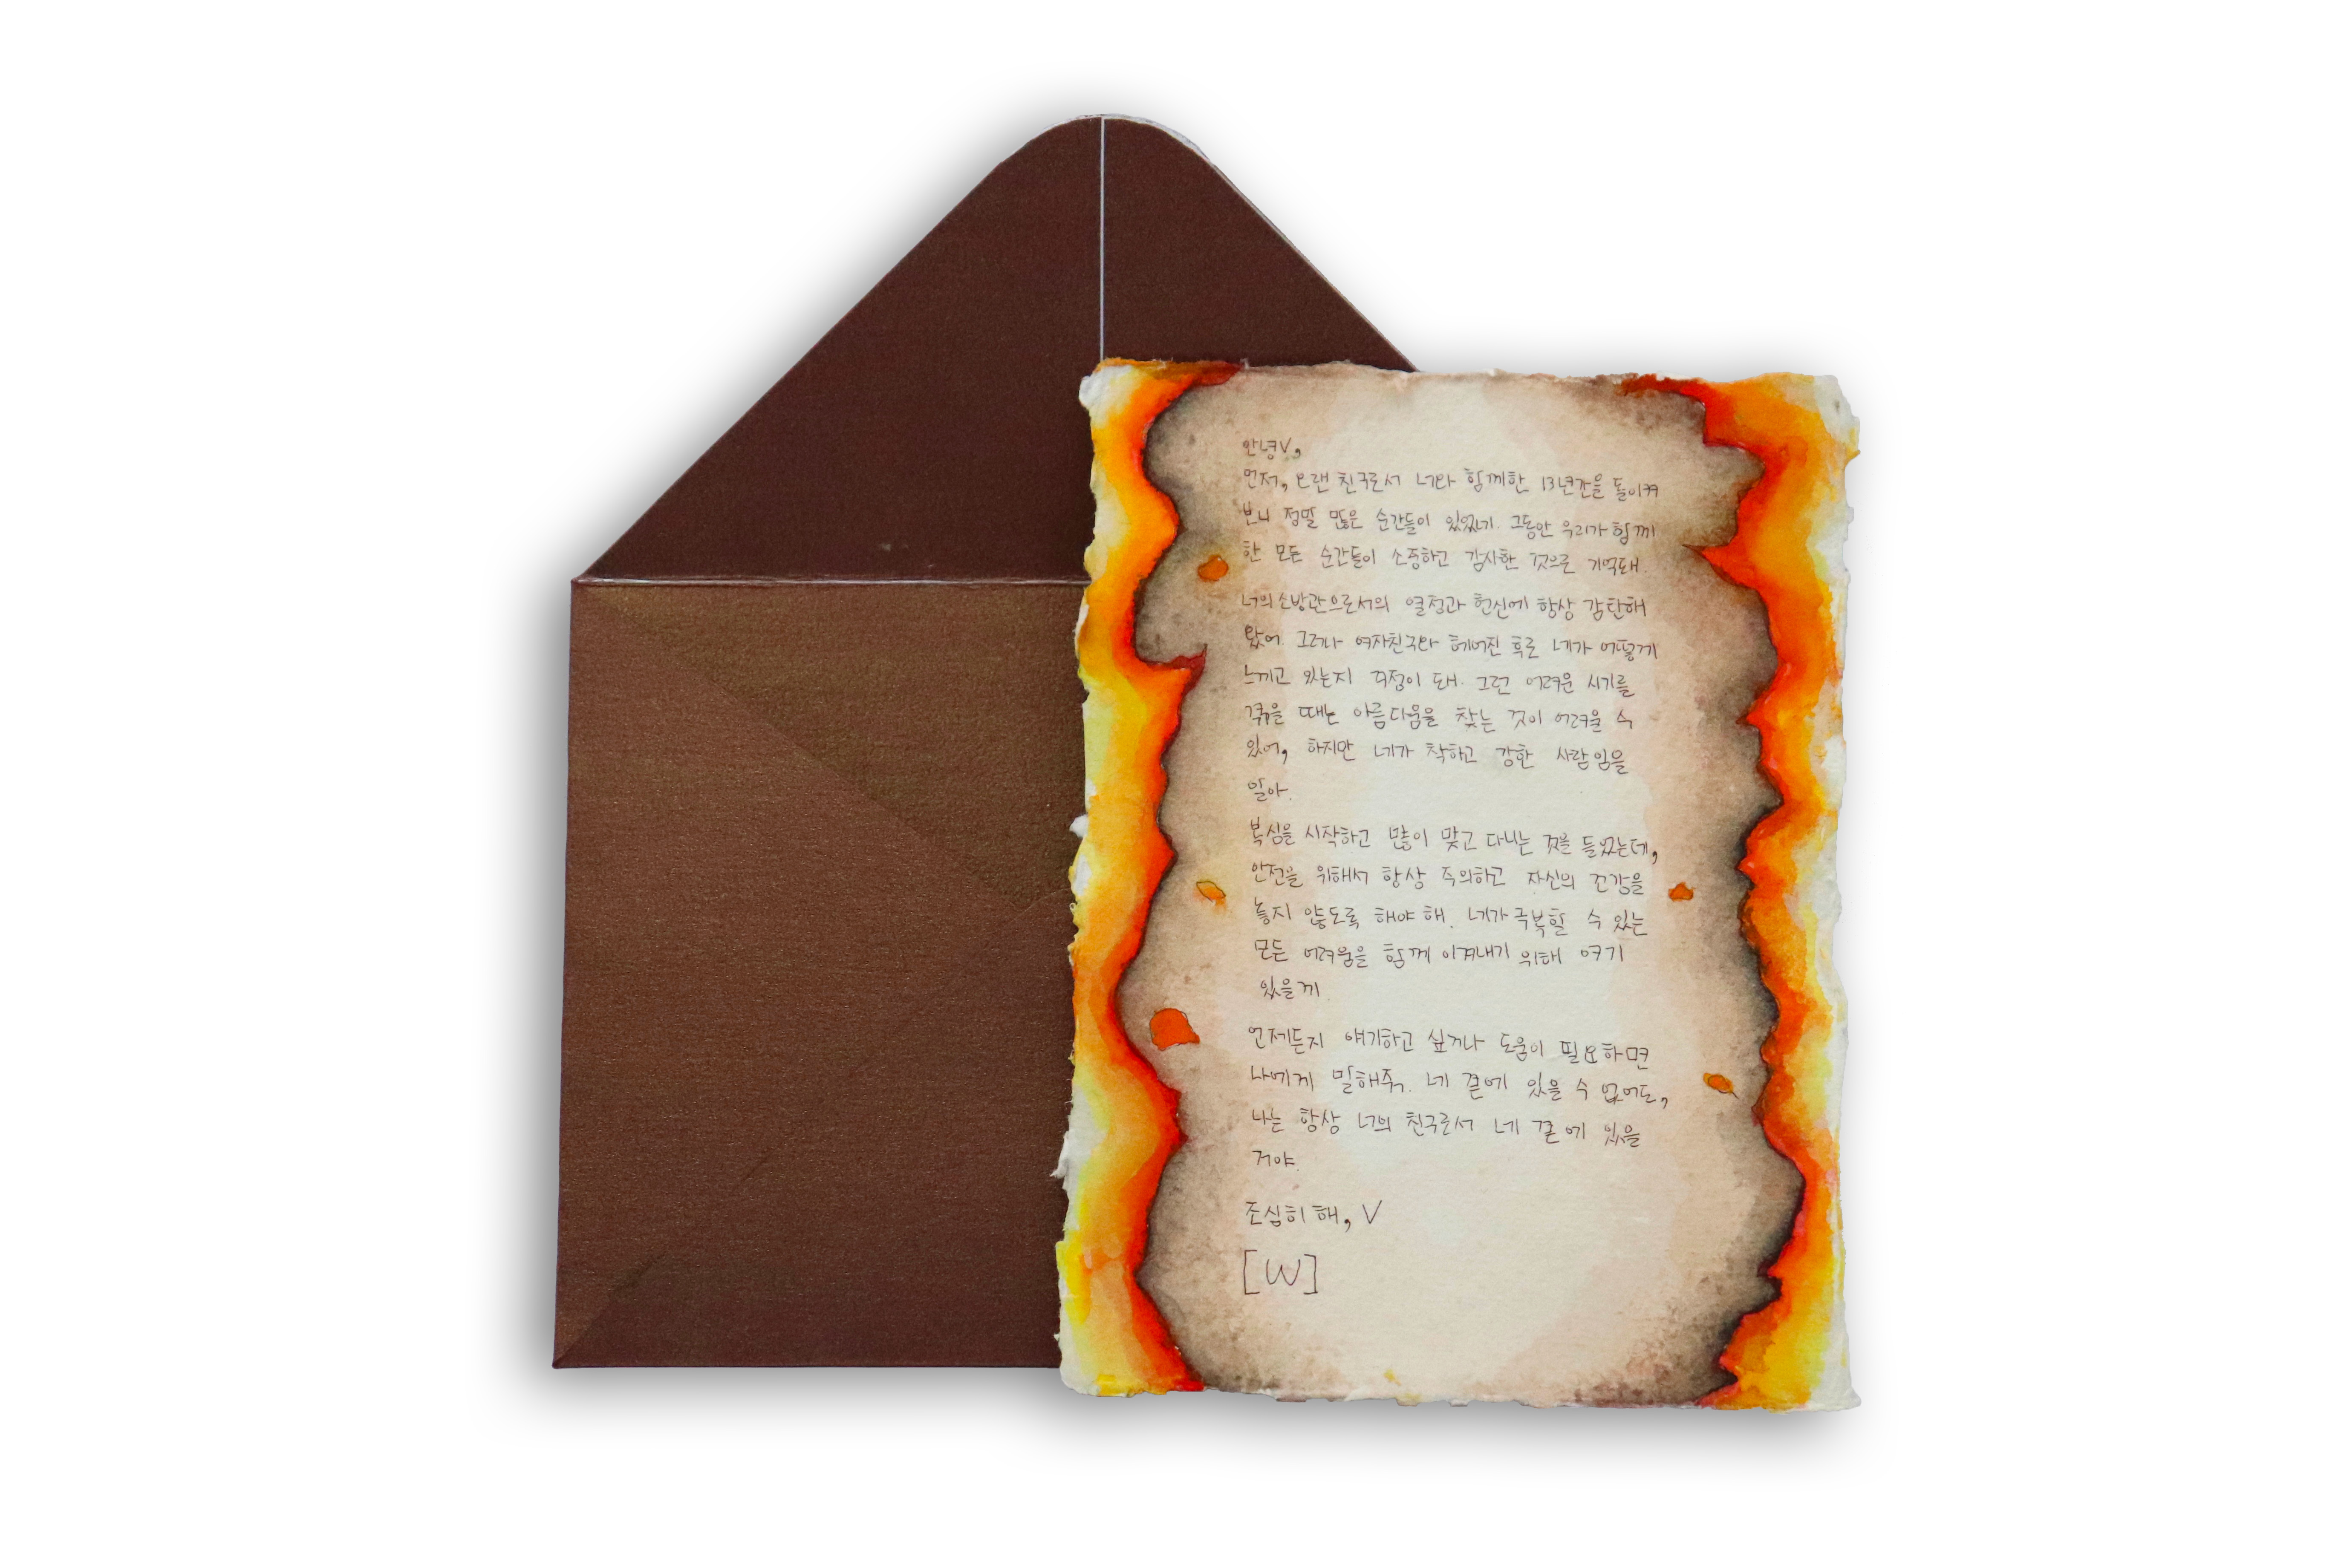 안녕V,
먼저, 오랜 친구로서 너와 함께한 13년간을 돌이켜
보니 정말 많은 순간들이 있었기. 그동안 우리가 함께
한 모든 순간들이 소중하고 감사한 것으로 기억돼.
너의 소방관으로서의 열정과 헌신에 항상 감탄해
왔어. 그러나 여자친구와 헤어진 후로 네가 어떻게
느끼고 있는지 걱정이 돼. 그런 어려운 시기를
겪을 때는 아름다움을 찾는 것이 어려울 수
있어, 하지만 네가 착하고 강한 사람임을
알아.
복싱을 시작하고 많이 맞고 다니는 것을 들었는데,
안전을 위해서 항상 주의하고 자신의 건강을
놓지 않도록 해야 해. 네가 극복할 수 있는
모든 어려움을 함께 이겨내기 위해 여기
있을께.
언제든지 얘기하고 싶거나 도움이 필요하면
나에게 말해줘. 네 곁에 있을 수 없어도,
나는 항상 너의 친구로서 네 곁에 있을
거야.
조심히 해, V
[W]